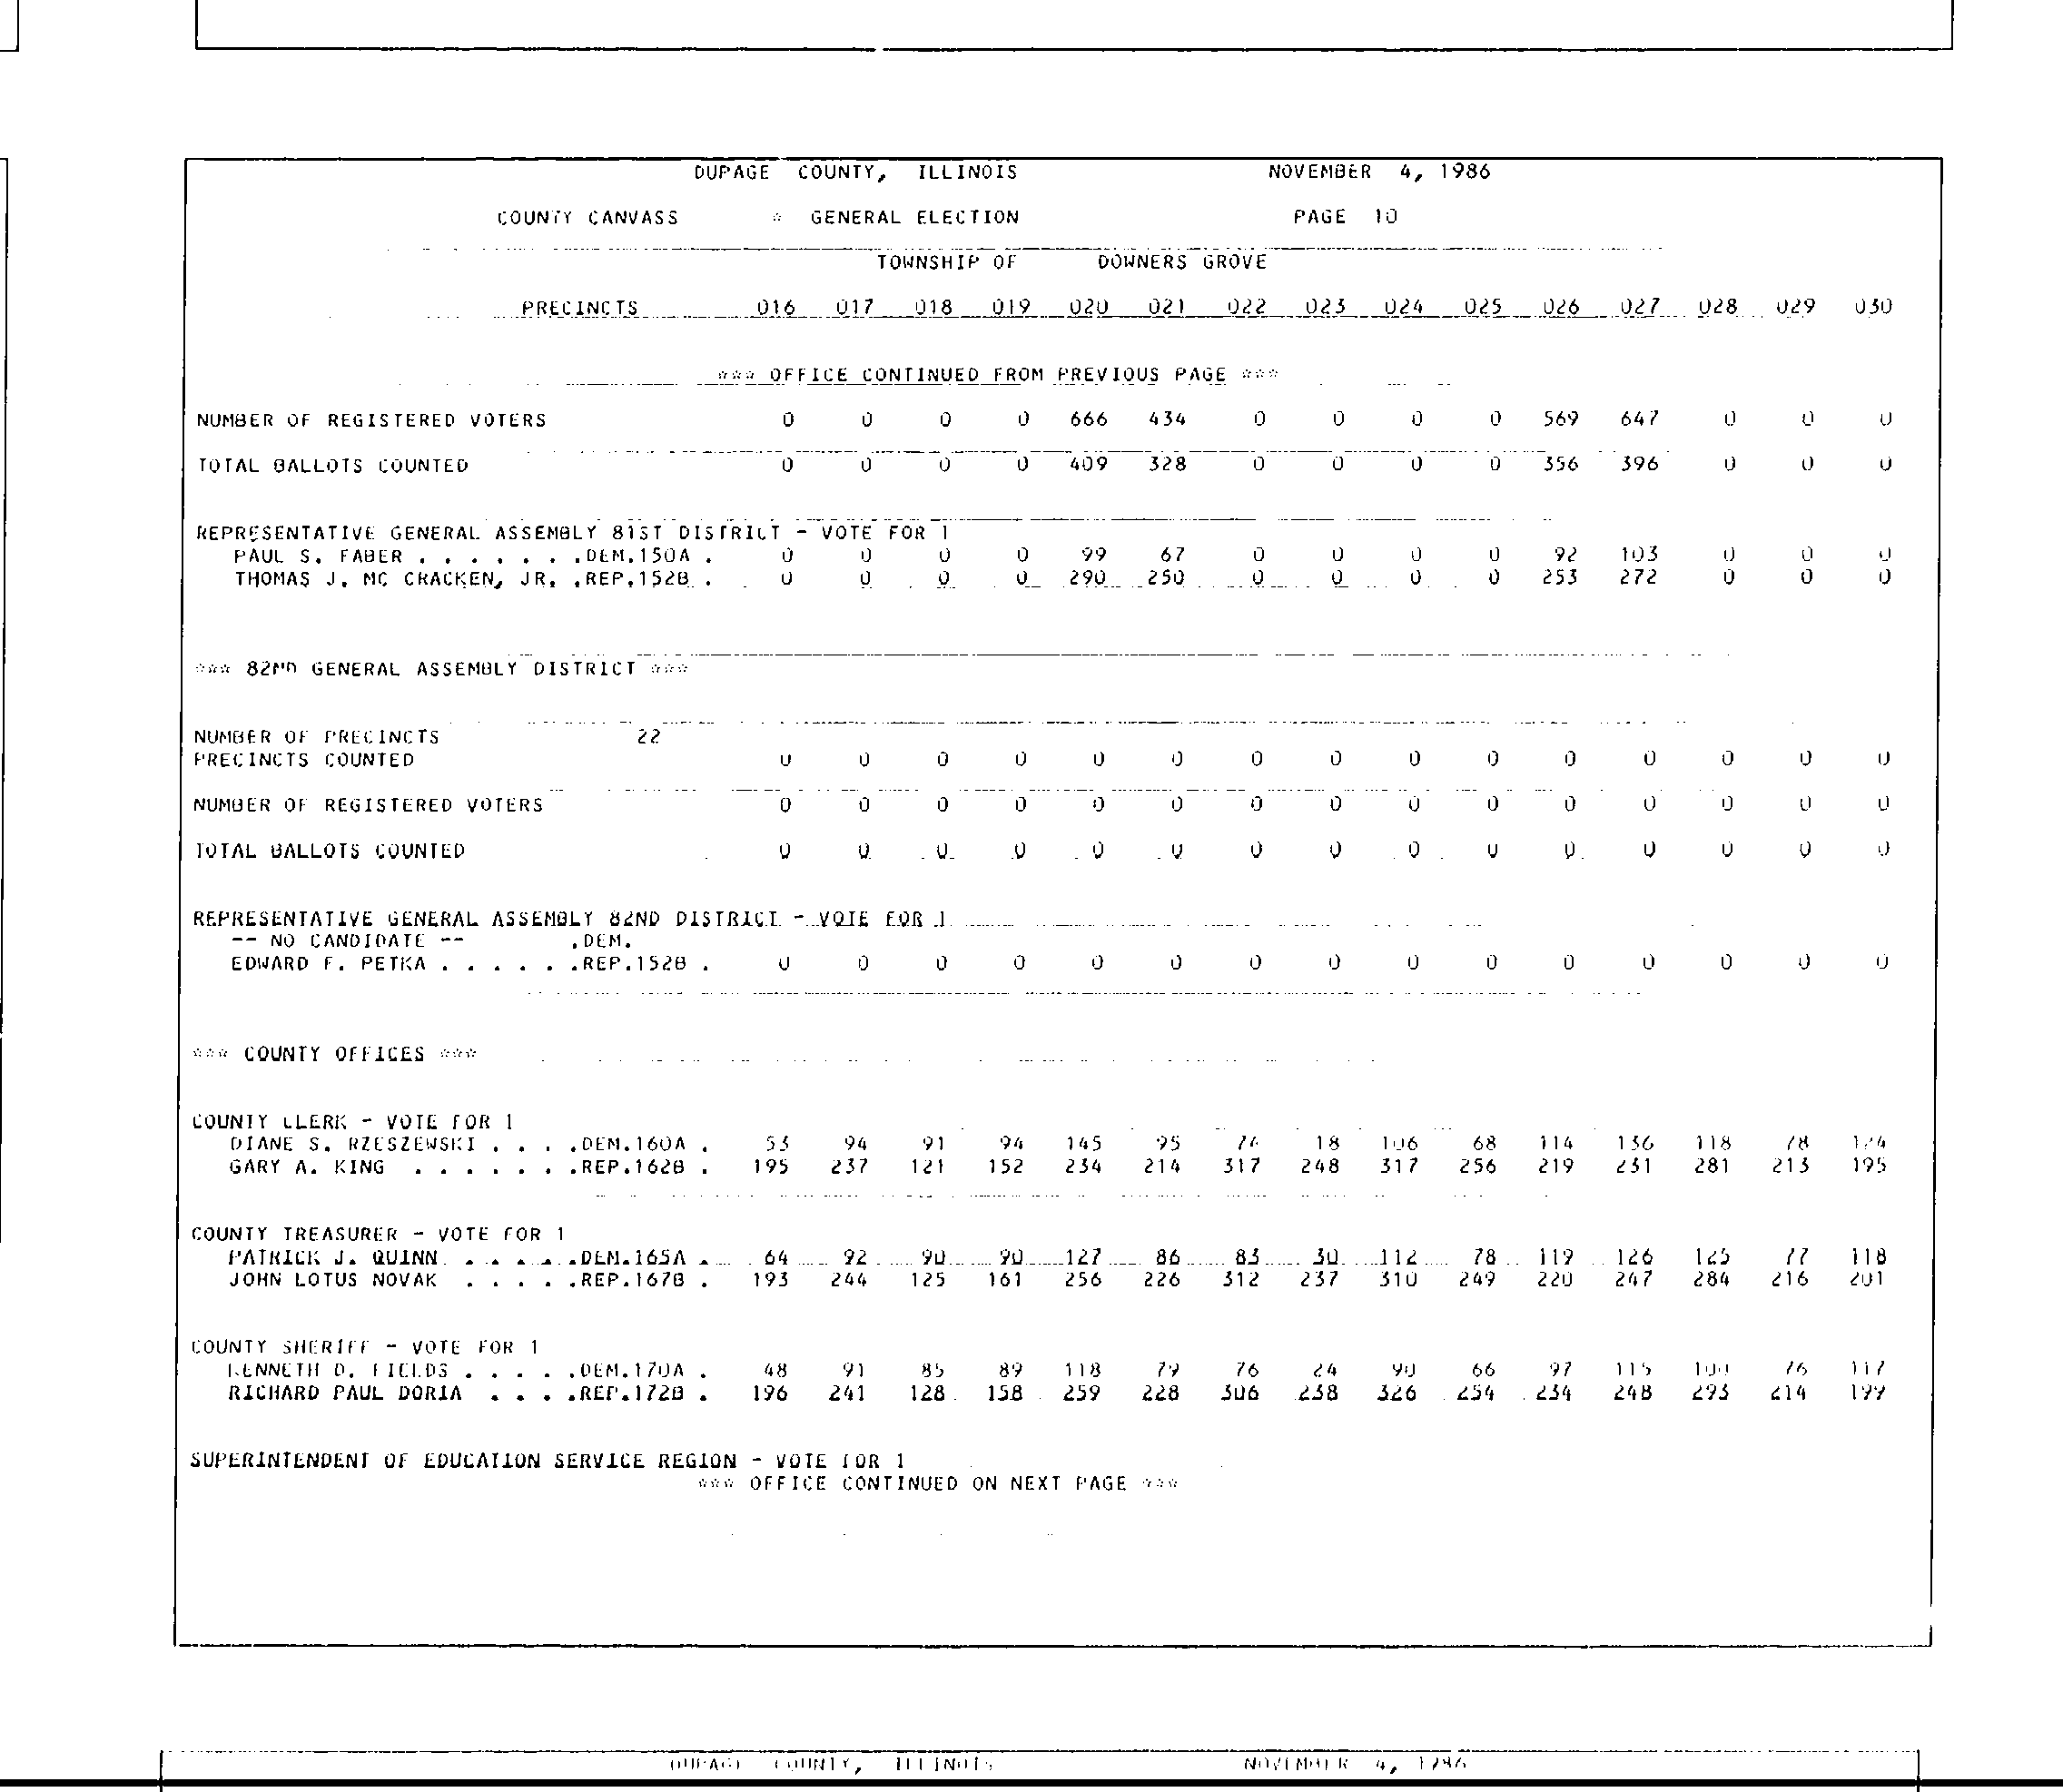 DUPAGE COUNTY, ILLINOIS NOVEMBER 4, 1986
COUNTY CANVASS * GENERAL ELECTION PAGE 10
TOWNSHIP OF DOWNERS GROVE
PRECINCTS 016 017 018 019 020 021 022 023 024 025 026 027 028 029 030
*** OFFICE CONTINUED FROM PREVIOUS PAGE ***
NUMBER OF REGISTERED VOTERS 0 0 0 0 666 434 0 0 0 0 569 647 0 0 0
TOTAL BALLOTS COUNTED 0 0 0 0 409 328 0 0 0 0 356 396 0 0 0
REPRESENTATIVE GENERAL ASSEMBLY 81ST DISTRICT - VOTE FOR 1
PAUL S. FABER . . . . . . .DEM.150A . 0 0 0 0 99 67 0 0 0 0 92 103 0 0 0
THOMAS J. MC CRACKEN, JR. .REP.152B . 0 0 0 0 290 250 0 0 0 0 253 272 0 0 0
*** 82ND GENERAL ASSEMBLY DISTRICT ***
NUMBER OF PRECINCTS 22
PRECINCTS COUNTED 0 0 0 0 0 0 0 0 0 0 0 0 0 0 0
NUMBER OF REGISTERED VOTERS 0 0 0 0 0 0 0 0 0 0 0 0 0 0 0
TOTAL BALLOTS COUNTED 0 0 0 0 0 0 0 0 0 0 0 0 0 0 0
REPRESENTATIVE GENERAL ASSEMBLY 82ND DISTRICT - VOTE FOR 1
-- NO CANDIDATE -- .DEM.
EDWARD F. PETKA . . . . . .REP.152B . 0 0 0 0 0 0 0 0 0 0 0 0 0 0 0
*** COUNTY OFFICES ***
COUNTY CLERK - VOTE FOR 1
DIANE S. RZESZEWSKI . . . .DEM.160A . 53 94 91 94 145 95 18 106 68 114 136 118 78
GARY A. KING . . . . . . .REP.162B . 195 237 121 152 234 214 317 248 317 256 219 231 281 213 195
COUNTY TREASURER - VOTE FOR 1
PATRICK J. QUINN . . . . . .DEM.165A . 64 92 90 90 127 86 83 30 112 78 119 126 125 77 118
JOHN LOTUS NOVAK . . . . .REP.167B . 193 244 125 161 256 226 312 237 310 249 220 247 284 216 201
COUNTY SHERIFF - VOTE FOR 1
KENNETH D. FIELDS . . . . .DEM.170A . 48 91 85 89 118 79 76 24 90 66 97 115 100 76 117
RICHARD PAUL DORIA . . . .REP.172B . 196 241 128 158 259 228 306 238 326 254 234 248 293 214 199
SUPERINTENDENT OF EDUCATION SERVICE REGION - VOTE FOR 1
*** OFFICE CONTINUED ON NEXT PAGE ***
DUPAGE COUNTY, ILLINOIS NOVEMBER 4, 1986